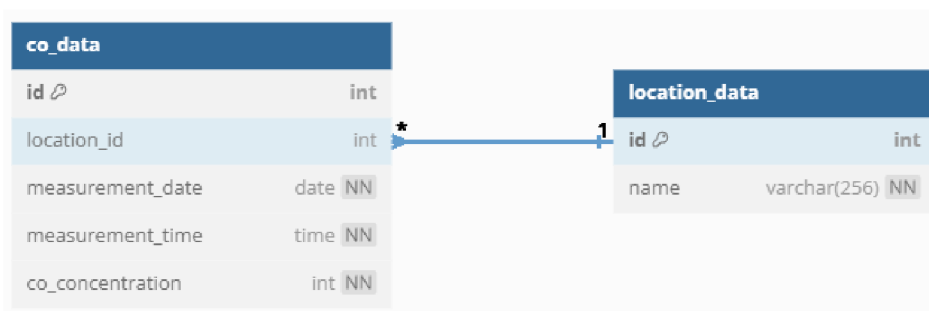 co_data
id int
location_id int
measurement_date date NN
measurement_time time NN
co_concentration int NN
* 1
location_data
id int
name varchar(256) NN